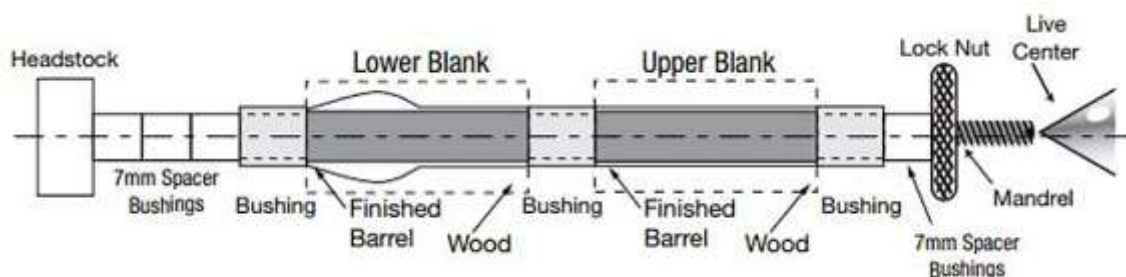 Live
Center
Lock Nut
Headstock
Lower Blank
Upper Blank
7mm Spacer
Bushings
Bushing
Finished
Barrel
Wood
Bushing
Finished
Barrel
Wood
Bushing
7mm Spacer
Bushings
Mandrel